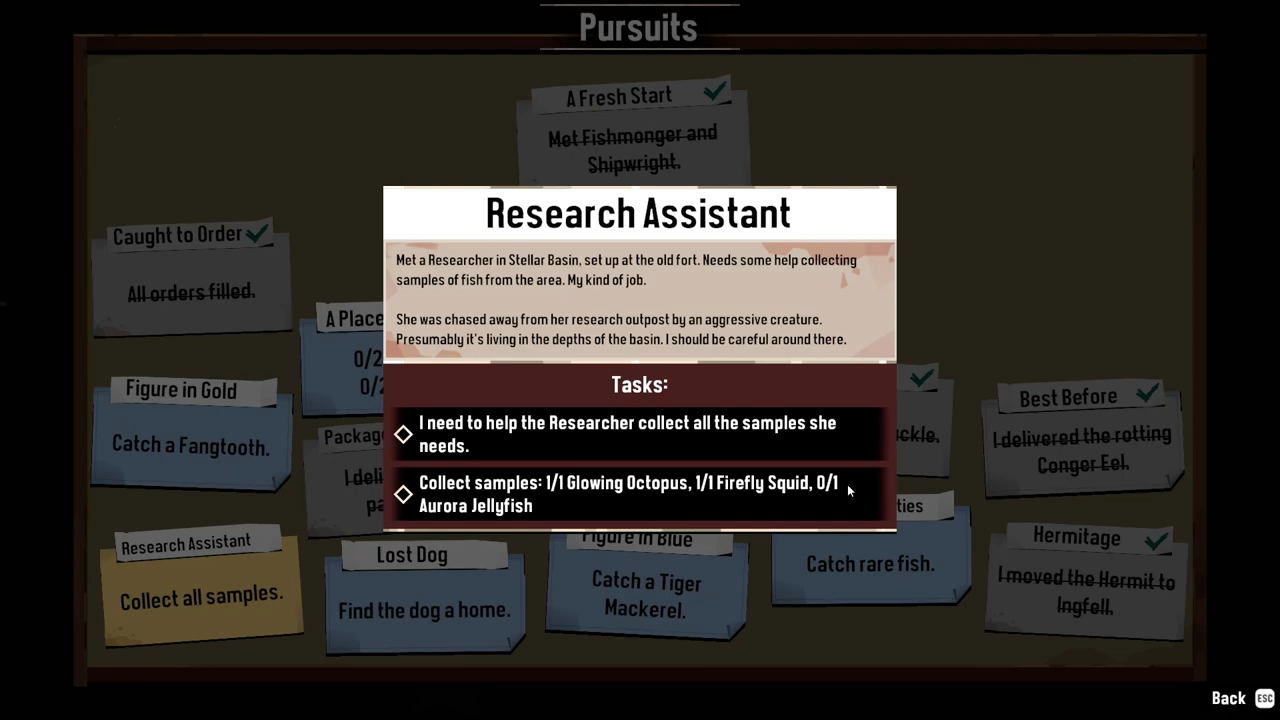 Pursuits
A Fresh Start
Met Fishmonger and
Shipwright.
Caught to Order
All orders filled.
A Place
0/2
0/2
Figure in Gold
Catch a Fangtooth.
Package
I deli
pa
Research Assistant
Met a Researcher in Stellar Basin, set up at the old fort. Needs some help collecting
samples of fish from the area. My kind of job.
She was chased away from her research outpost by an aggressive creature.
Presumably it's living in the depths of the basin. I should be careful around there.
Tasks:
I need to help the Researcher collect all the samples she
needs.
Collect samples: 1/1 Glowing Octopus, 1/1 Firefly Squid, 0/1
Aurora Jellyfish
ckle.
Best Before
I delivered the rotting
Conger Eel.
Research Assistant
Collect all samples.
Lost Dog
Find the dog a home.
Figure in Blue
Catch a Tiger
Mackerel.
ties
Catch rare fish.
Hermitage
I moved the Hermit to
Ingfell.
Back ESC